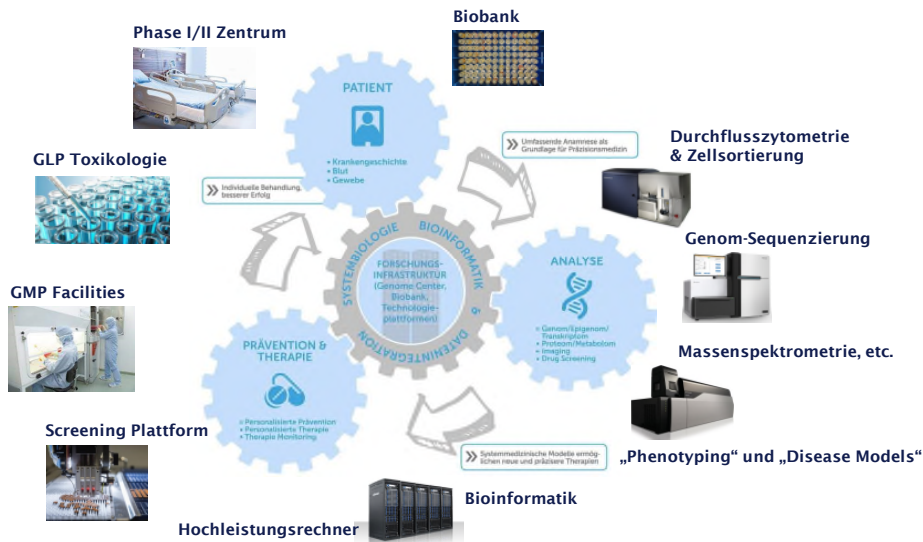 Phase I/II Zentrum
Biobank
PATIENT
• Krankengeschichte
• Blut
• Gewebe
Umfassende Anamnese als
Grundlage für Präzisionsmedizin
Durchflusszytometrie
& Zellsortierung
GLP Toxikologie
Individuelle Behandlung,
besserer Erfolg
SYSTEMBIOLOGIE BIOINFORMATIK & DATENINTEGRATION
FORSCHUNGS-
INFRASTRUKTUR
(Genome Center,
Biobank,
Technologie-
plattformen)
Genom-Sequenzierung
ANALYSE
• Genom/Epigenom/
Transkriptom
• Proteom/Metabolom
• Imaging
• Drug Screening
GMP Facilities
PRÄVENTION &
THERAPIE
• Personalisierte Prävention
• Personalisierte Therapie
• Therapie Monitoring
Massenspektrometrie, etc.
Screening Plattform
Systemmedizinische Modelle ermög-
lichen neue und präzisere Therapien
„Phenotyping“ und „Disease Models“
Bioinformatik
Hochleistungsrechner